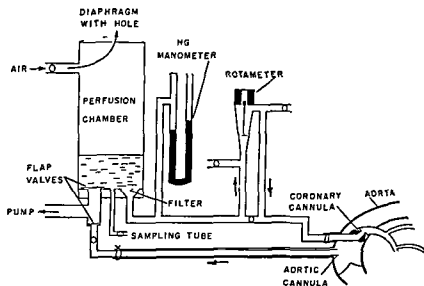 DIAPHRAGM
WITH HOLE
HG
MANOMETER
ROTAMETER
AIR
PERFUSION
CHAMBER
FLAP
VALVES
FILTER
PUMP
SAMPLING TUBE
CORONARY
CANNULA
AORTA
AORTIC
CANNULA